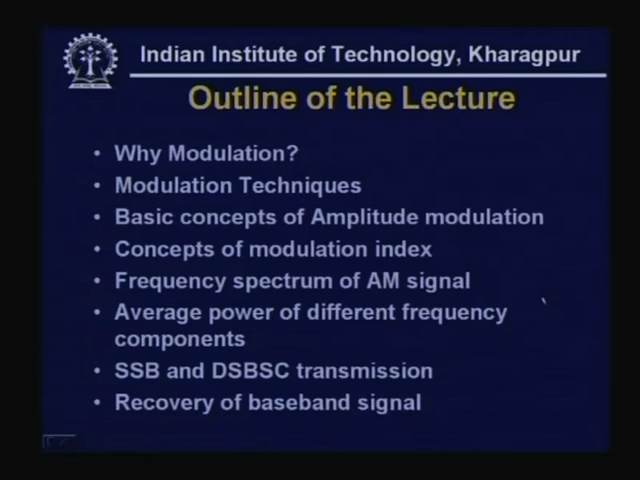 Indian Institute of Technology, Kharagpur
Outline of the Lecture
• Why Modulation?
• Modulation Techniques
• Basic concepts of Amplitude modulation
• Concepts of modulation index
• Frequency spectrum of AM signal
• Average power of different frequency
components
• SSB and DSBSC transmission
• Recovery of baseband signal